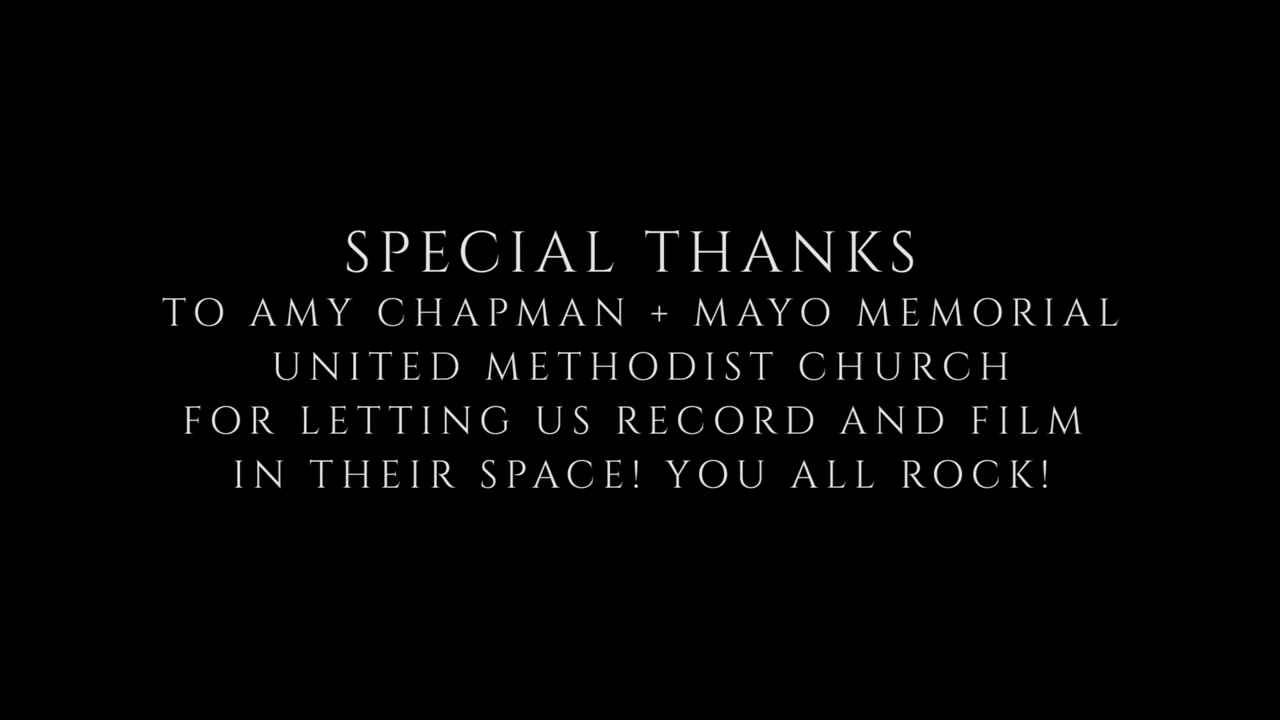 SPECIAL THANKS
TO AMY CHAPMAN + MAYO MEMORIAL
UNITED METHODIST CHURCH
FOR LETTING US RECORD AND FILM
IN THEIR SPACE! YOU ALL ROCK!